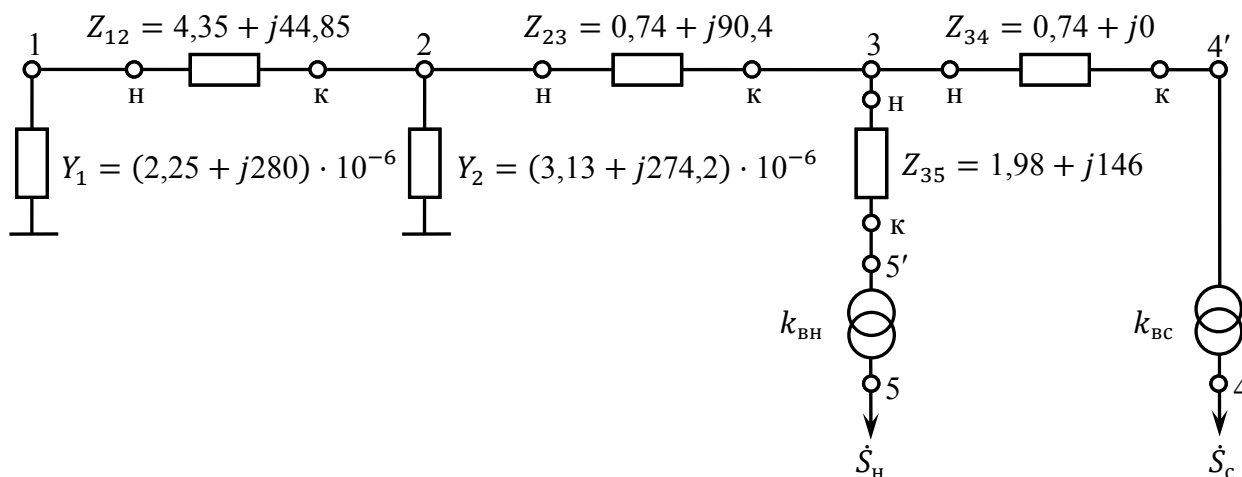 Z₁₂ = 4,35 + j44,85
Z₂₃ = 0,74 + j90,4
Z₃₄ = 0,74 + j0
1
2
3
4′
н
к
н
к
н
н
к
Y₁ = (2,25 + j280) · 10⁻⁶
Y₂ = (3,13 + j274,2) · 10⁻⁶
Z₃₅ = 1,98 + j146
к
5′
kвн
kвс
5
4
Ṡн
Ṡс